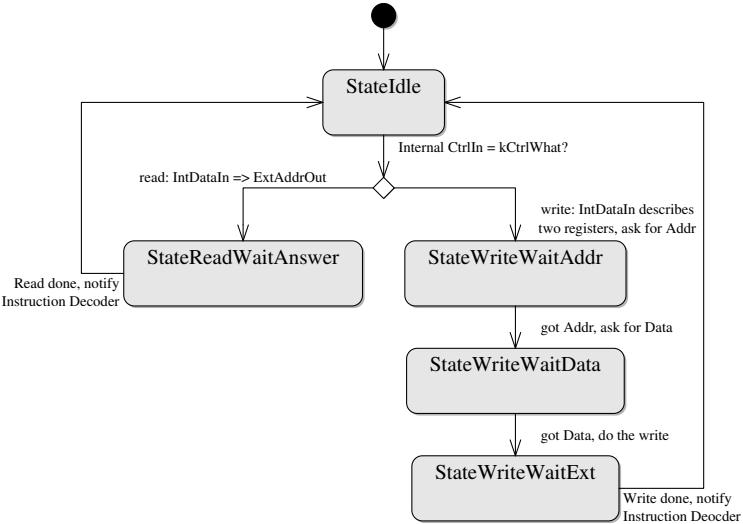 StateIdle
Internal CtrlIn = kCtrlWhat?
read: IntDataIn => ExtAddrOut
write: IntDataIn describes
two registers, ask for Addr
StateReadWaitAnswer
StateWriteWaitAddr
Read done, notify
Instruction Decoder
got Addr, ask for Data
StateWriteWaitData
got Data, do the write
StateWriteWaitExt
Write done, notify
Instruction Deocder